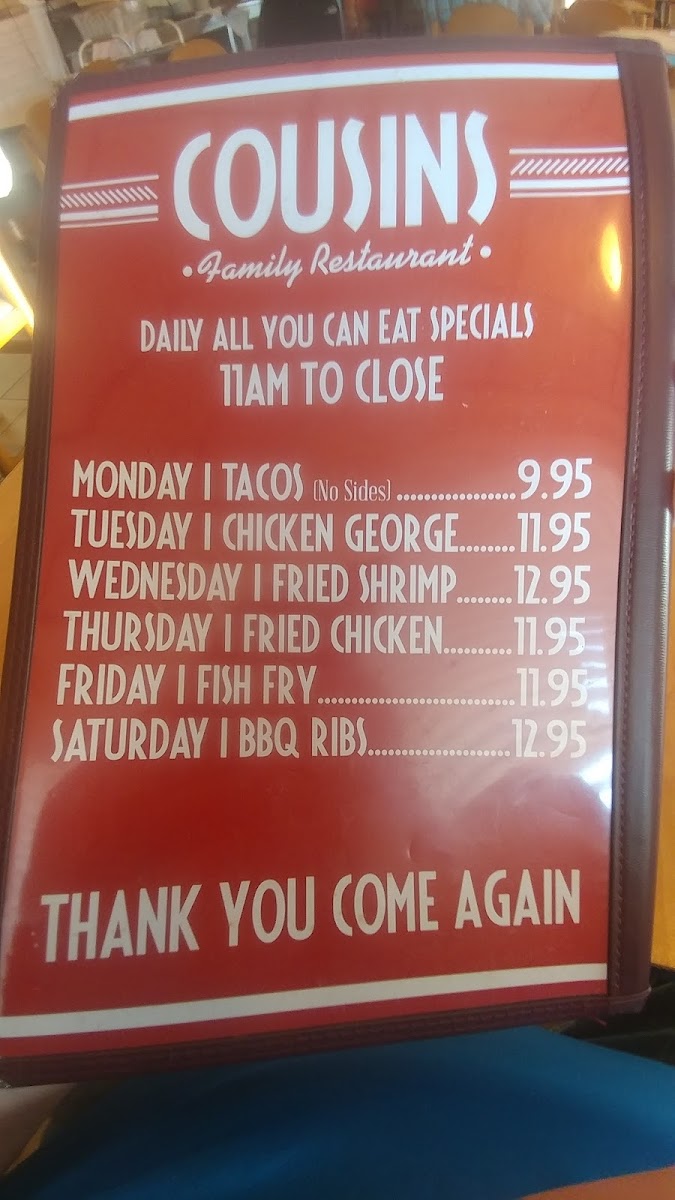 COUSINS
• Family Restaurant •
DAILY ALL YOU CAN EAT SPECIALS
11AM TO CLOSE
MONDAY | TACOS (No Sides) ..................9.95
TUESDAY | CHICKEN GEORGE........11.95
WEDNESDAY | FRIED SHRIMP.........12.95
THURSDAY | FRIED CHICKEN..........11.95
FRIDAY | FISH FRY.............................11.95
SATURDAY | BBQ RIBS.....................12.95
THANK YOU COME AGAIN